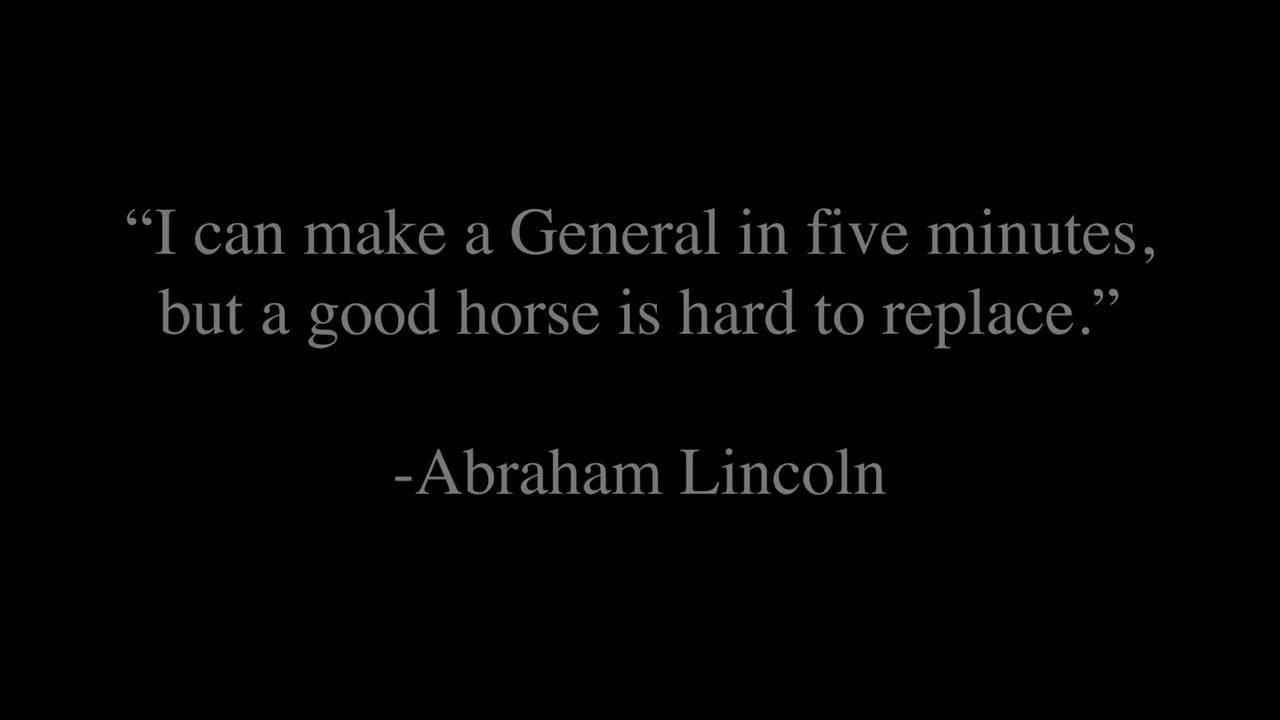 “I can make a General in five minutes,
but a good horse is hard to replace.”
-Abraham Lincoln